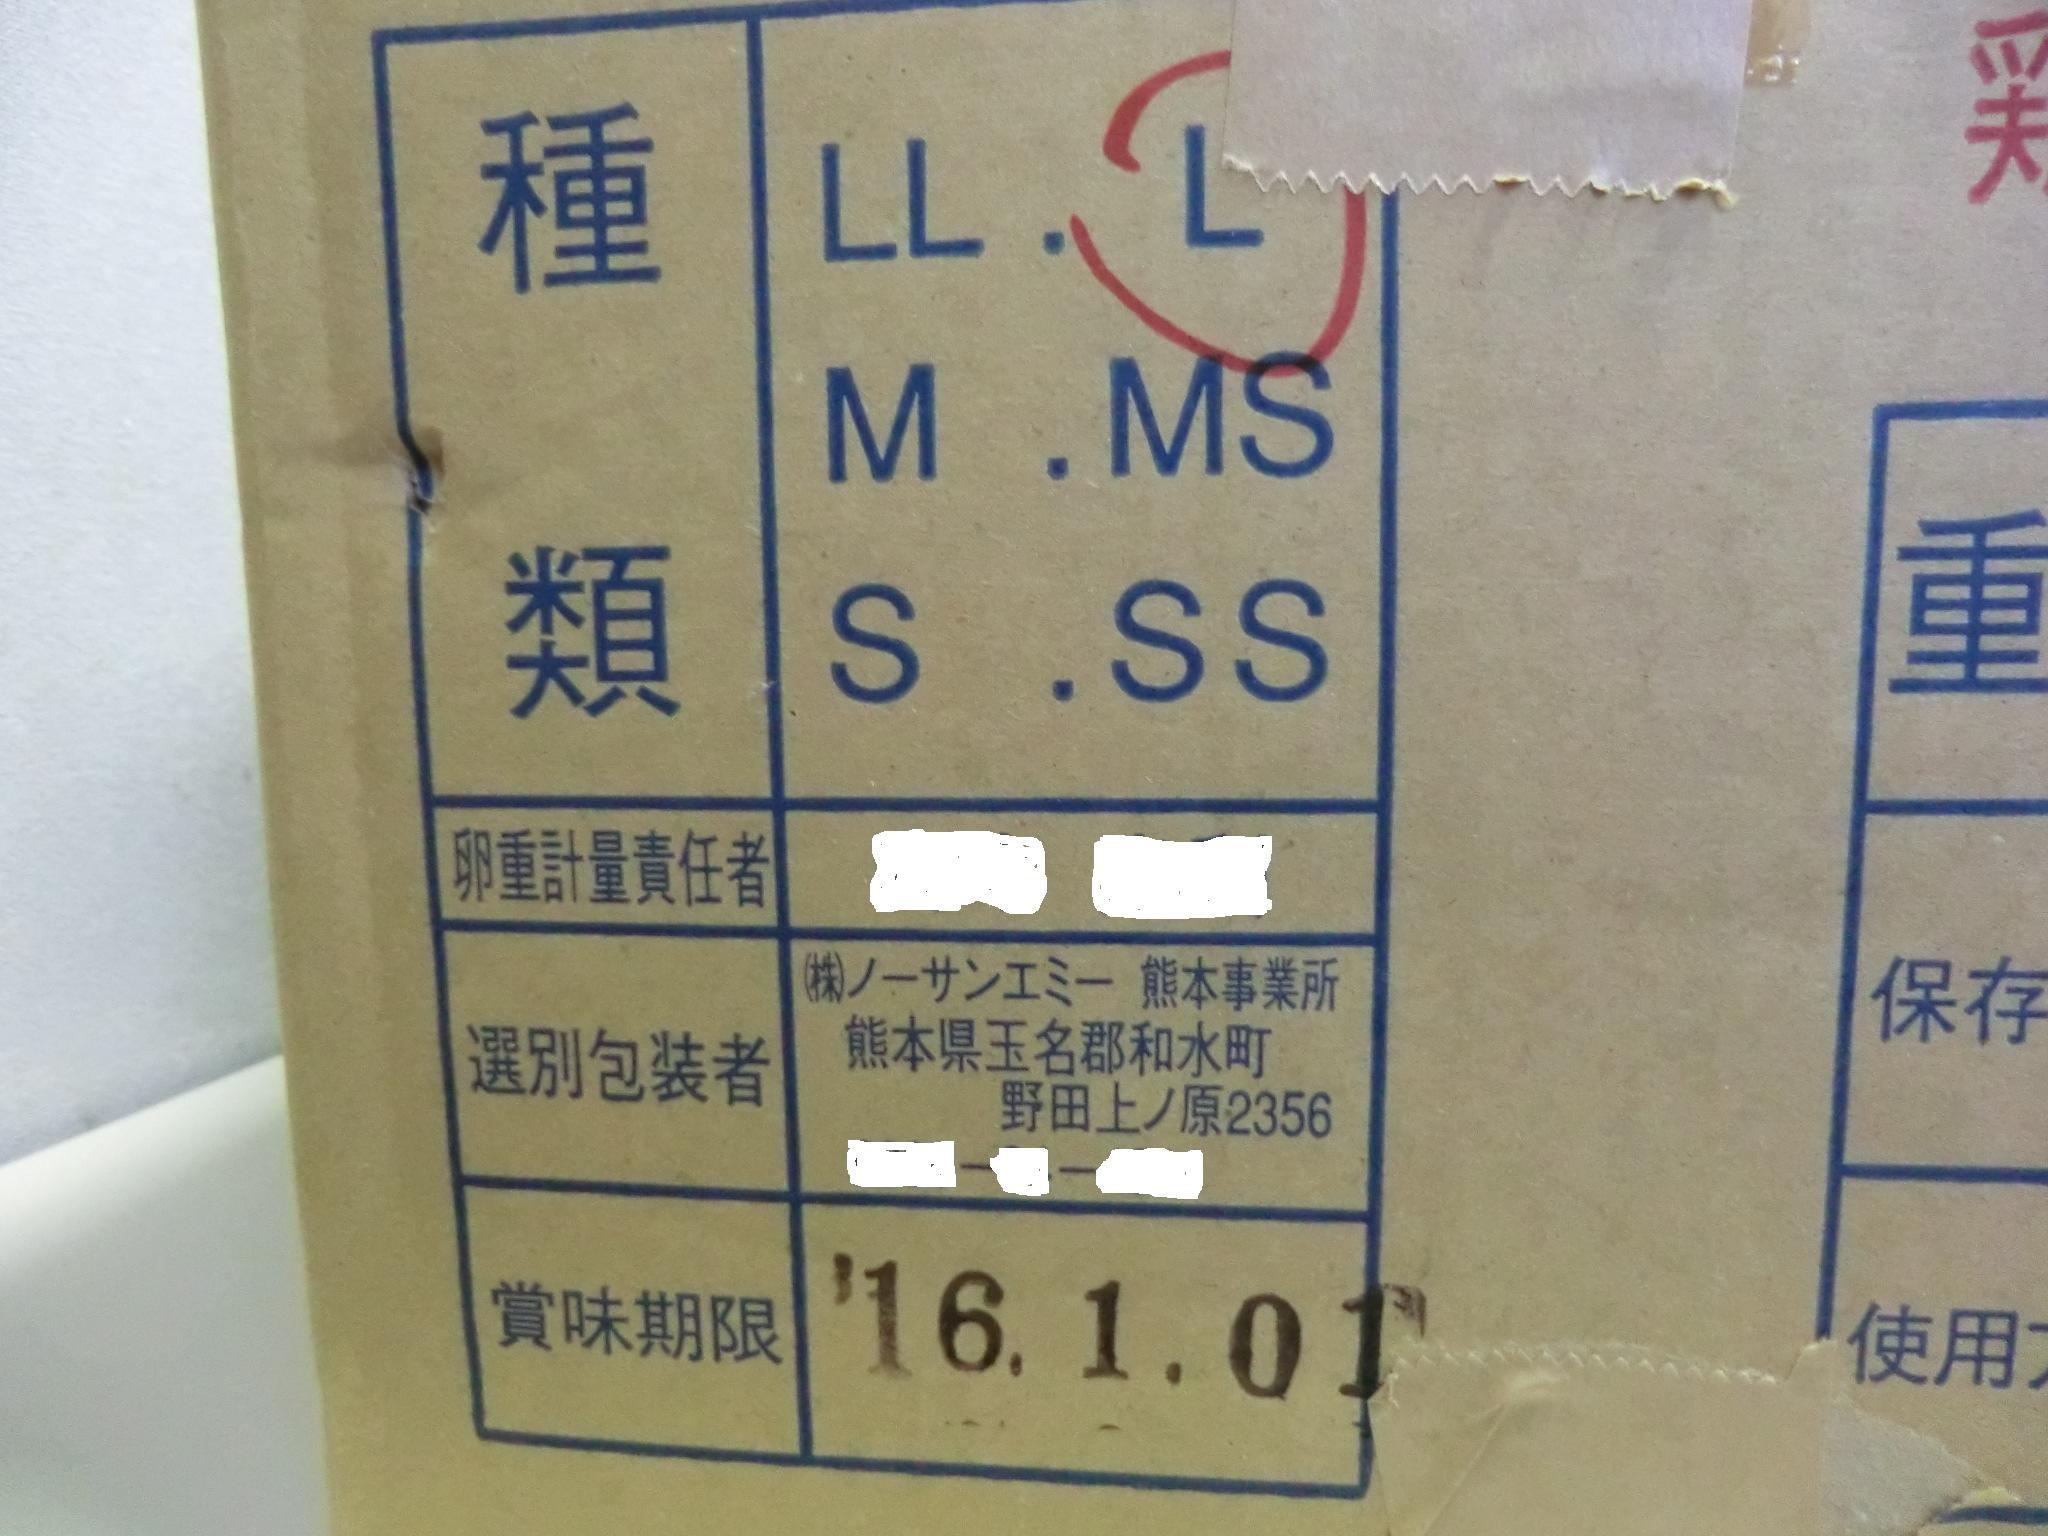 種類
LL . L
M . MS
S . SS
卵重計量責任者
選別包装者
㈱ノーサンエミー 熊本事業所
熊本県玉名郡和水町
野田上ノ原2356
賞味期限
'16. 1. 01
重
保存
使用